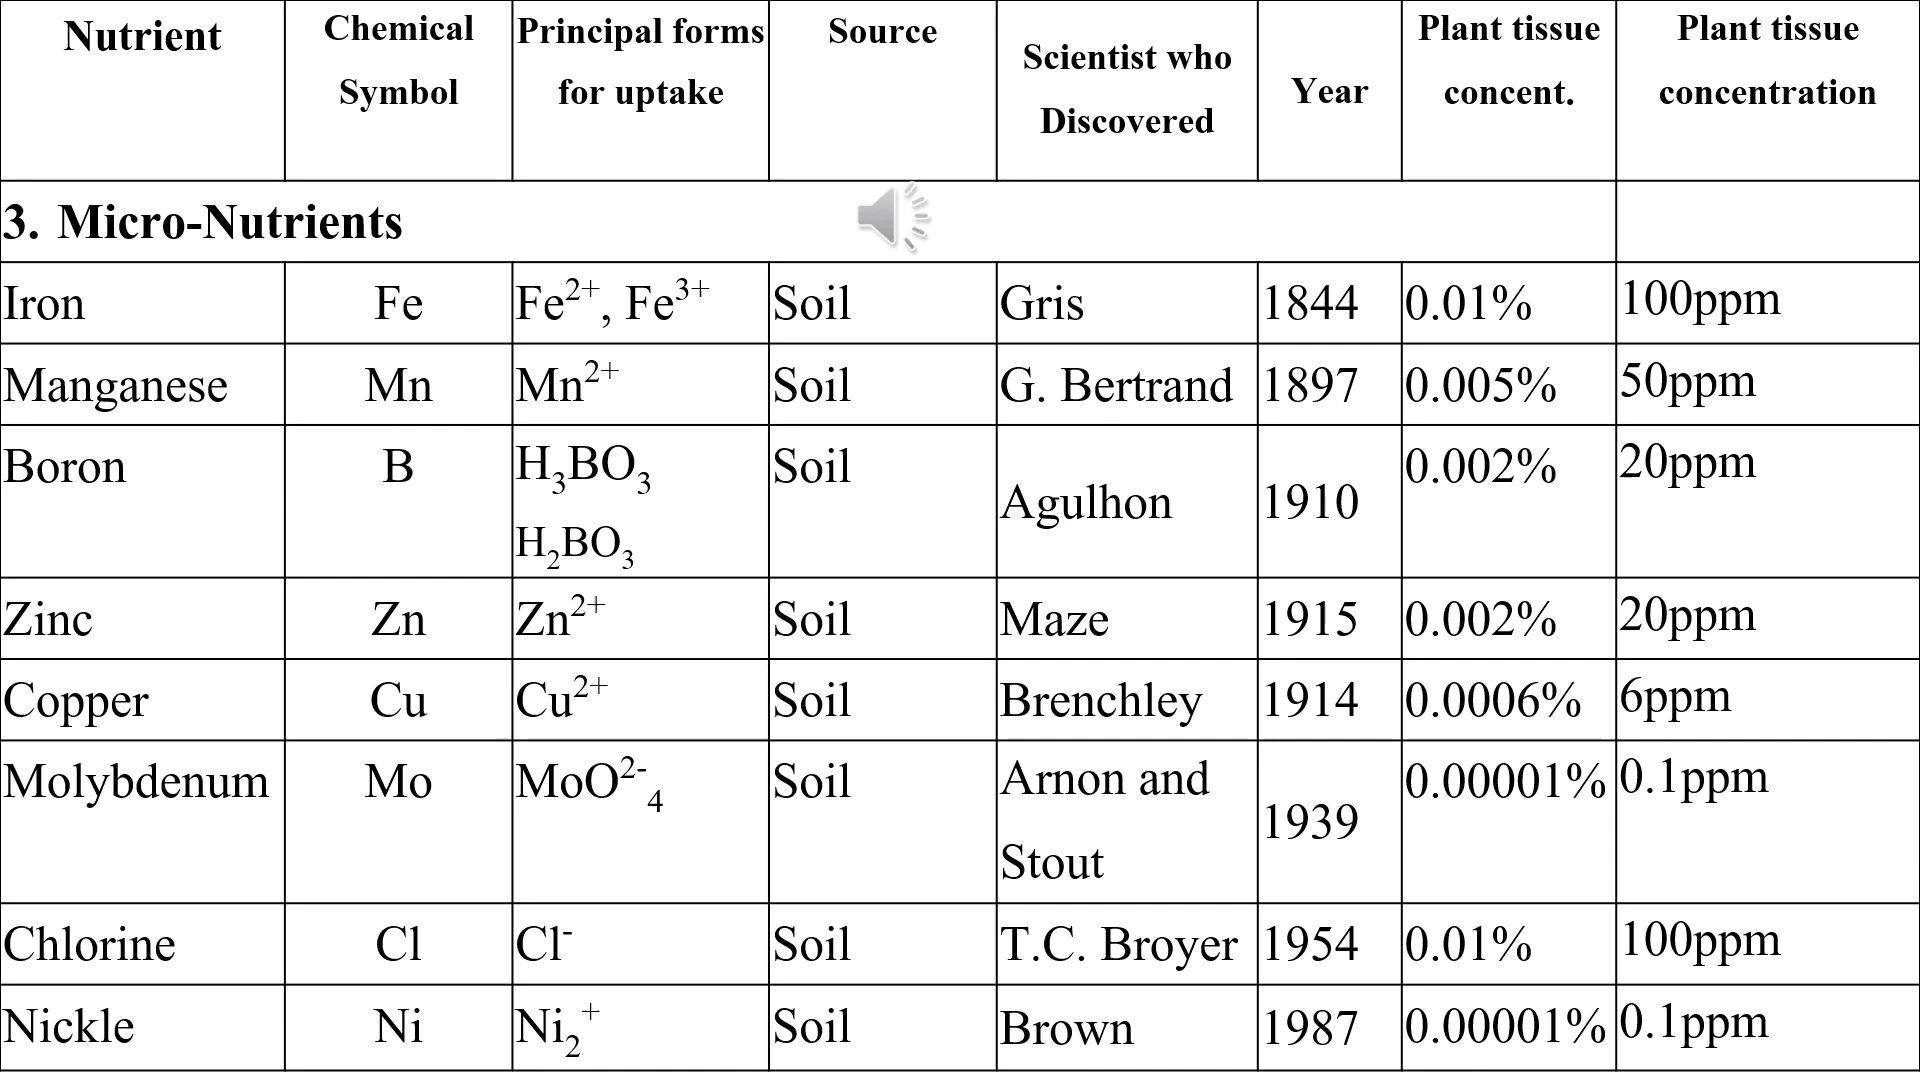 Nutrient Chemical Symbol Principal forms for uptake Source Scientist who Discovered Year Plant tissue concent. Plant tissue concentration
3. Micro-Nutrients
Iron Fe Fe²⁺, Fe³⁺ Soil Gris 1844 0.01% 100ppm
Manganese Mn Mn²⁺ Soil G. Bertrand 1897 0.005% 50ppm
Boron B H₃BO₃ H₂BO₃ Soil Agulhon 1910 0.002% 20ppm
Zinc Zn Zn²⁺ Soil Maze 1915 0.002% 20ppm
Copper Cu Cu²⁺ Soil Brenchley 1914 0.0006% 6ppm
Molybdenum Mo MoO²⁻₄ Soil Arnon and Stout 1939 0.00001% 0.1ppm
Chlorine Cl Cl⁻ Soil T.C. Broyer 1954 0.01% 100ppm
Nickle Ni Ni₂⁺ Soil Brown 1987 0.00001% 0.1ppm